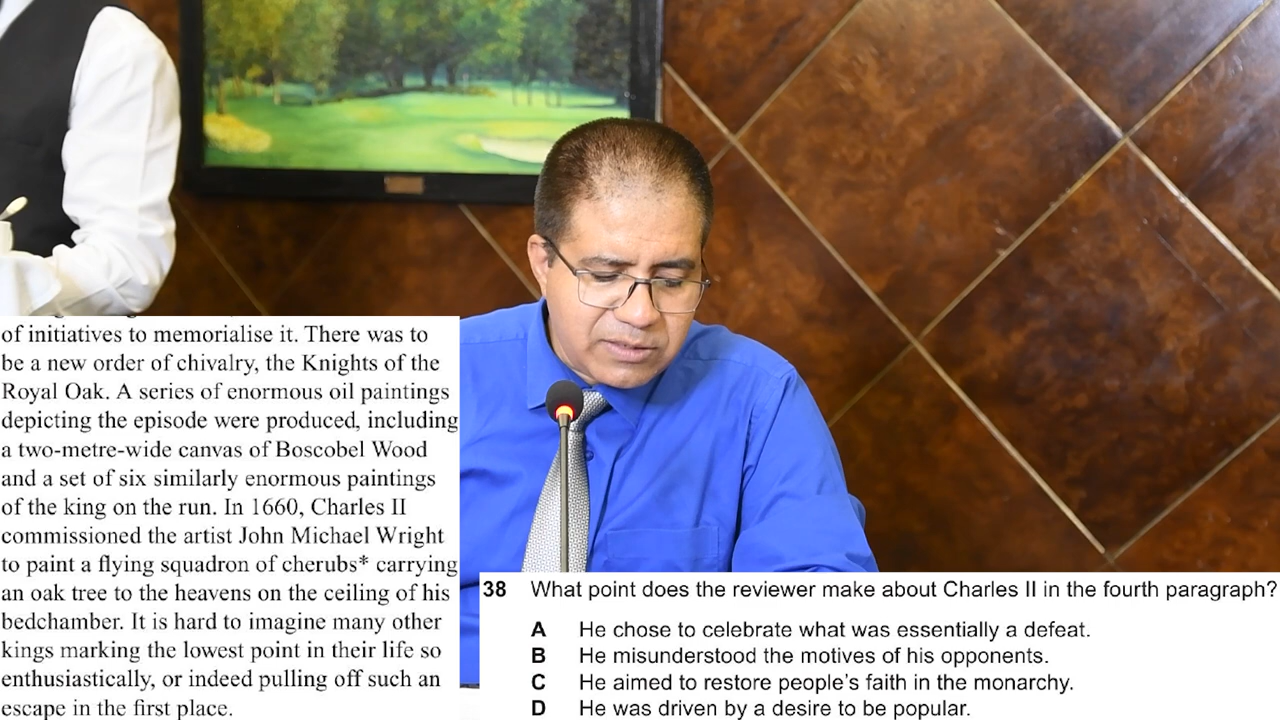 of initiatives to memorialise it. There was to
be a new order of chivalry, the Knights of the
Royal Oak. A series of enormous oil paintings
depicting the episode were produced, including
a two-metre-wide canvas of Boscobel Wood
and a set of six similarly enormous paintings
of the king on the run. In 1660, Charles II
commissioned the artist John Michael Wright
to paint a flying squadron of cherubs* carrying
an oak tree to the heavens on the ceiling of his
bedchamber. It is hard to imagine many other
kings marking the lowest point in their life so
enthusiastically, or indeed pulling off such an
escape in the first place.
38 What point does the reviewer make about Charles II in the fourth paragraph?
A He chose to celebrate what was essentially a defeat.
B He misunderstood the motives of his opponents.
C He aimed to restore people's faith in the monarchy.
D He was driven by a desire to be popular.